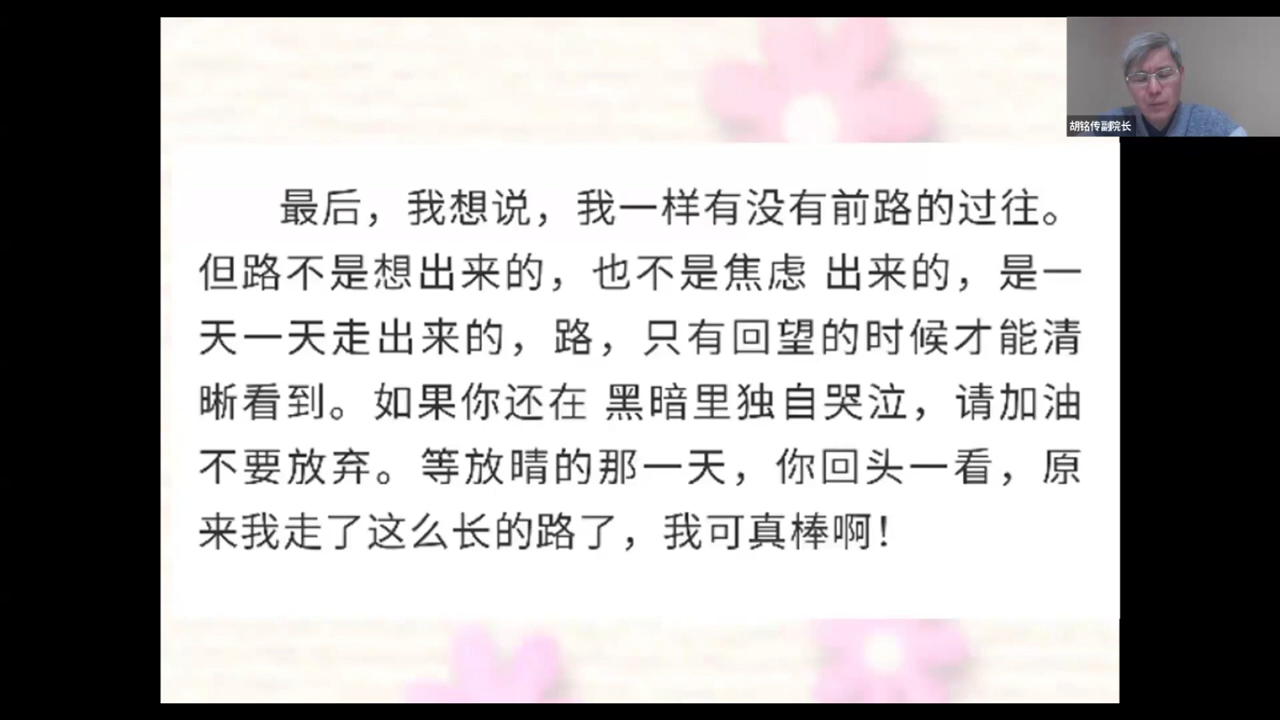 胡铭传副院长
最后，我想说，我一样有没有前路的过往。
但路不是想出来的，也不是焦虑 出来的，是一
天一天走出来的，路，只有回望的时候才能清
晰看到。如果你还在 黑暗里独自哭泣，请加油
不要放弃。等放晴的那一天，你回头一看，原
来我走了这么长的路了，我可真棒啊！